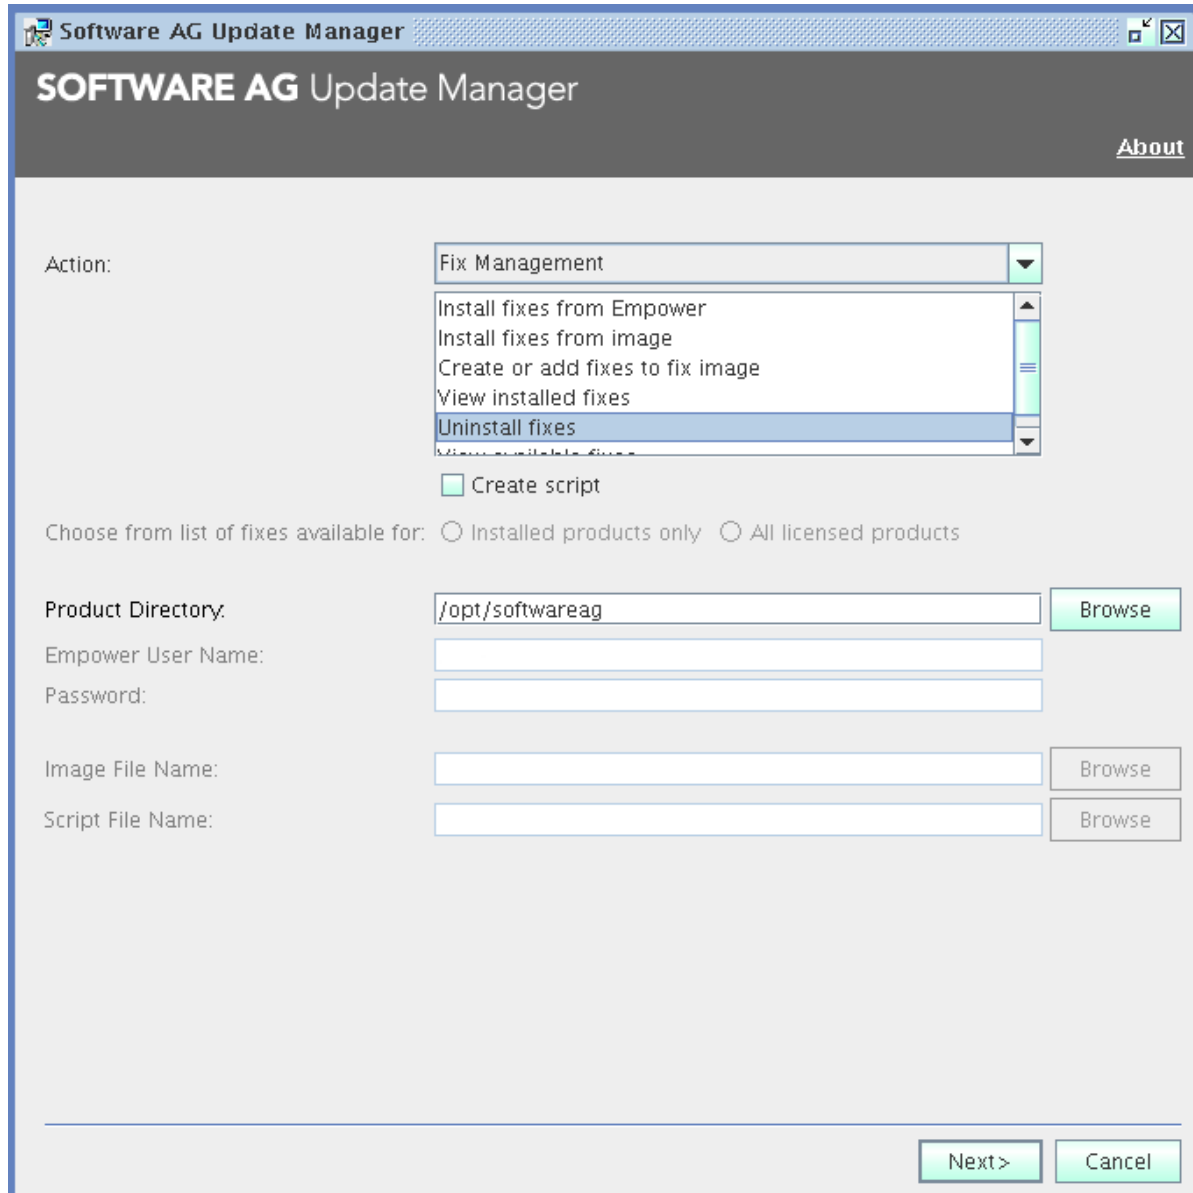 Software AG Update Manager
SOFTWARE AG Update Manager
About
Action:
Fix Management
Install fixes from Empower
Install fixes from image
Create or add fixes to fix image
View installed fixes
Uninstall fixes
View available fixes
Create script
Choose from list of fixes available for: Installed products only All licensed products
Product Directory: /opt/softwareag Browse
Empower User Name:
Password:
Image File Name: Browse
Script File Name: Browse
Next> Cancel